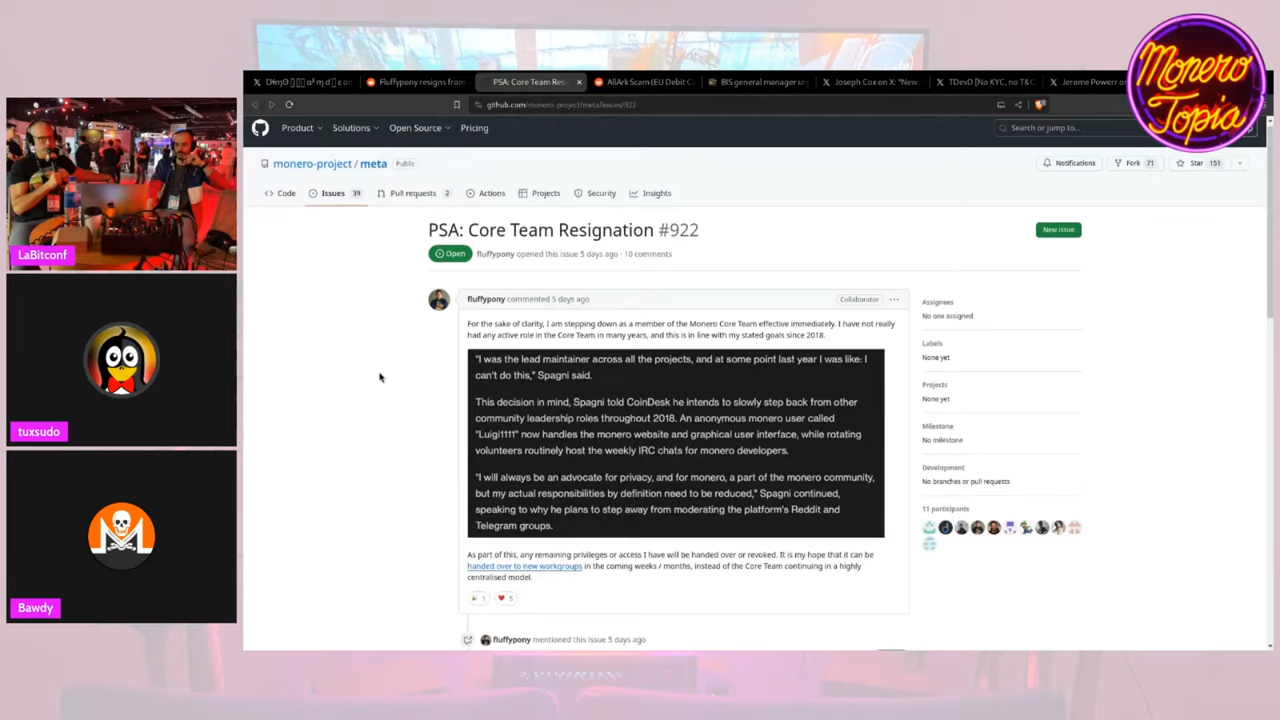 Monero
Topia
Fluffypony resigns from
PSA: Core Team Res
AllArk Scam (EU Debit C
BIS general manager urg
Joseph Cox on X: "New
TDevD [No KYC, no T&C
Jerome Powerr on
github.com/monero-project/meta/issues/922
Product
Solutions
Open Source
Pricing
Search or jump to...
monero-project / meta
Public
Notifications
Fork 71
Star 151
Code
Issues 39
Pull requests 2
Actions
Projects
Security
Insights
PSA: Core Team Resignation #922
New issue
Open
fluffypony opened this issue 5 days ago · 10 comments
fluffypony commented 5 days ago
Collaborator
For the sake of clarity, I am stepping down as a member of the Monero Core Team effective immediately. I have not really
had any active role in the Core Team in many years, and this is in line with my stated goals since 2018.
"I was the lead maintainer across all the projects, and at some point last year I was like: I
can't do this," Spagni said.
This decision in mind, Spagni told CoinDesk he intends to slowly step back from other
community leadership roles throughout 2018. An anonymous monero user called
"Luigi1111" now handles the monero website and graphical user interface, while rotating
volunteers routinely host the weekly IRC chats for monero developers.
"I will always be an advocate for privacy, and for monero, a part of the monero community,
but my actual responsibilities by definition need to be reduced," Spagni continued,
speaking to why he plans to step away from moderating the platform's Reddit and
Telegram groups.
As part of this, any remaining privileges or access I have will be handed over or revoked. It is my hope that it can be
handed over to new workgroups in the coming weeks / months, instead of the Core Team continuing in a highly
centralised model.
1
5
fluffypony mentioned this issue 5 days ago
Assignees
No one assigned
Labels
None yet
Projects
None yet
Milestone
No milestone
Development
No branches or pull requests
11 participants
LaBitconf
tuxsudo
Bawdy